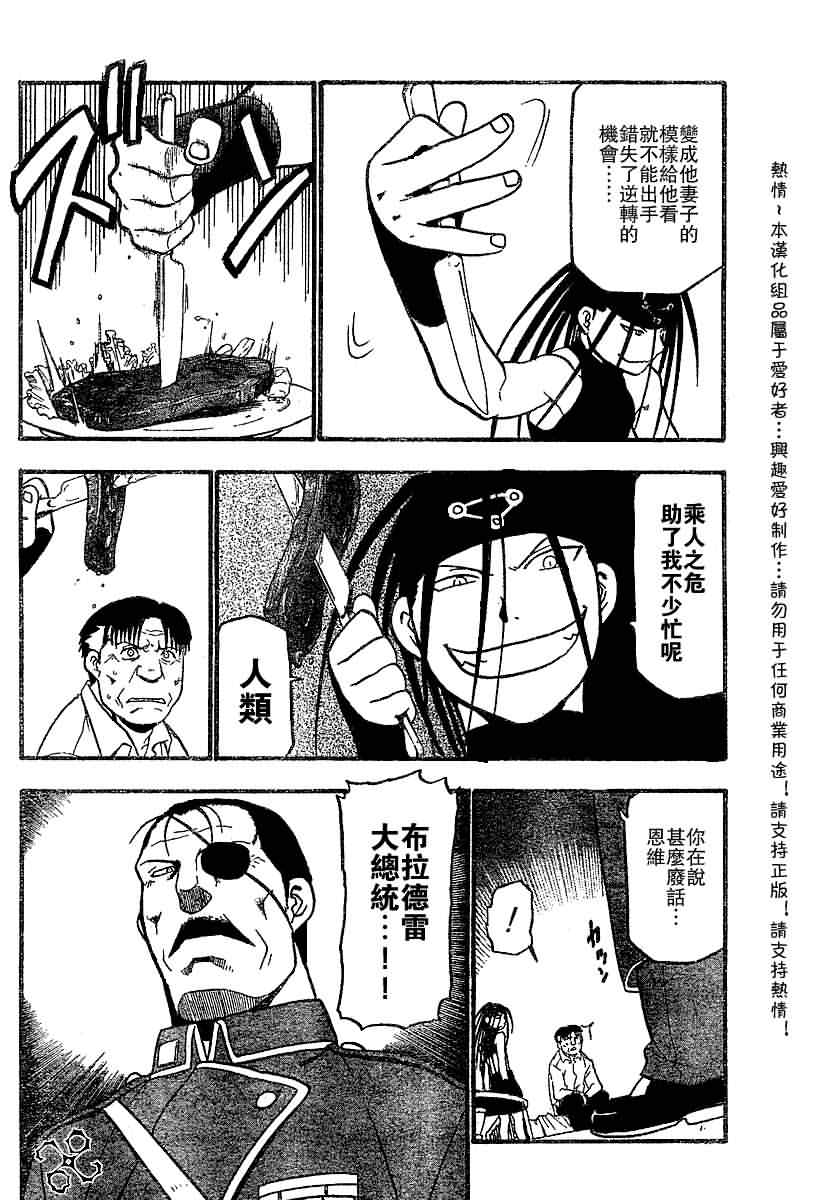 變成他妻子的
模樣給他看
就不能出手
錯失了逆轉的
機會……
ズン
乘人之危
助了我不少忙呢
人類
你在說
甚麼廢話…
恩維
！
カッン
布拉德雷
大總統…！！
熱情~本漢化組品屬于愛好者…興趣愛好制作…請勿用于任何商業用途！請支持正版！請支持熱情！